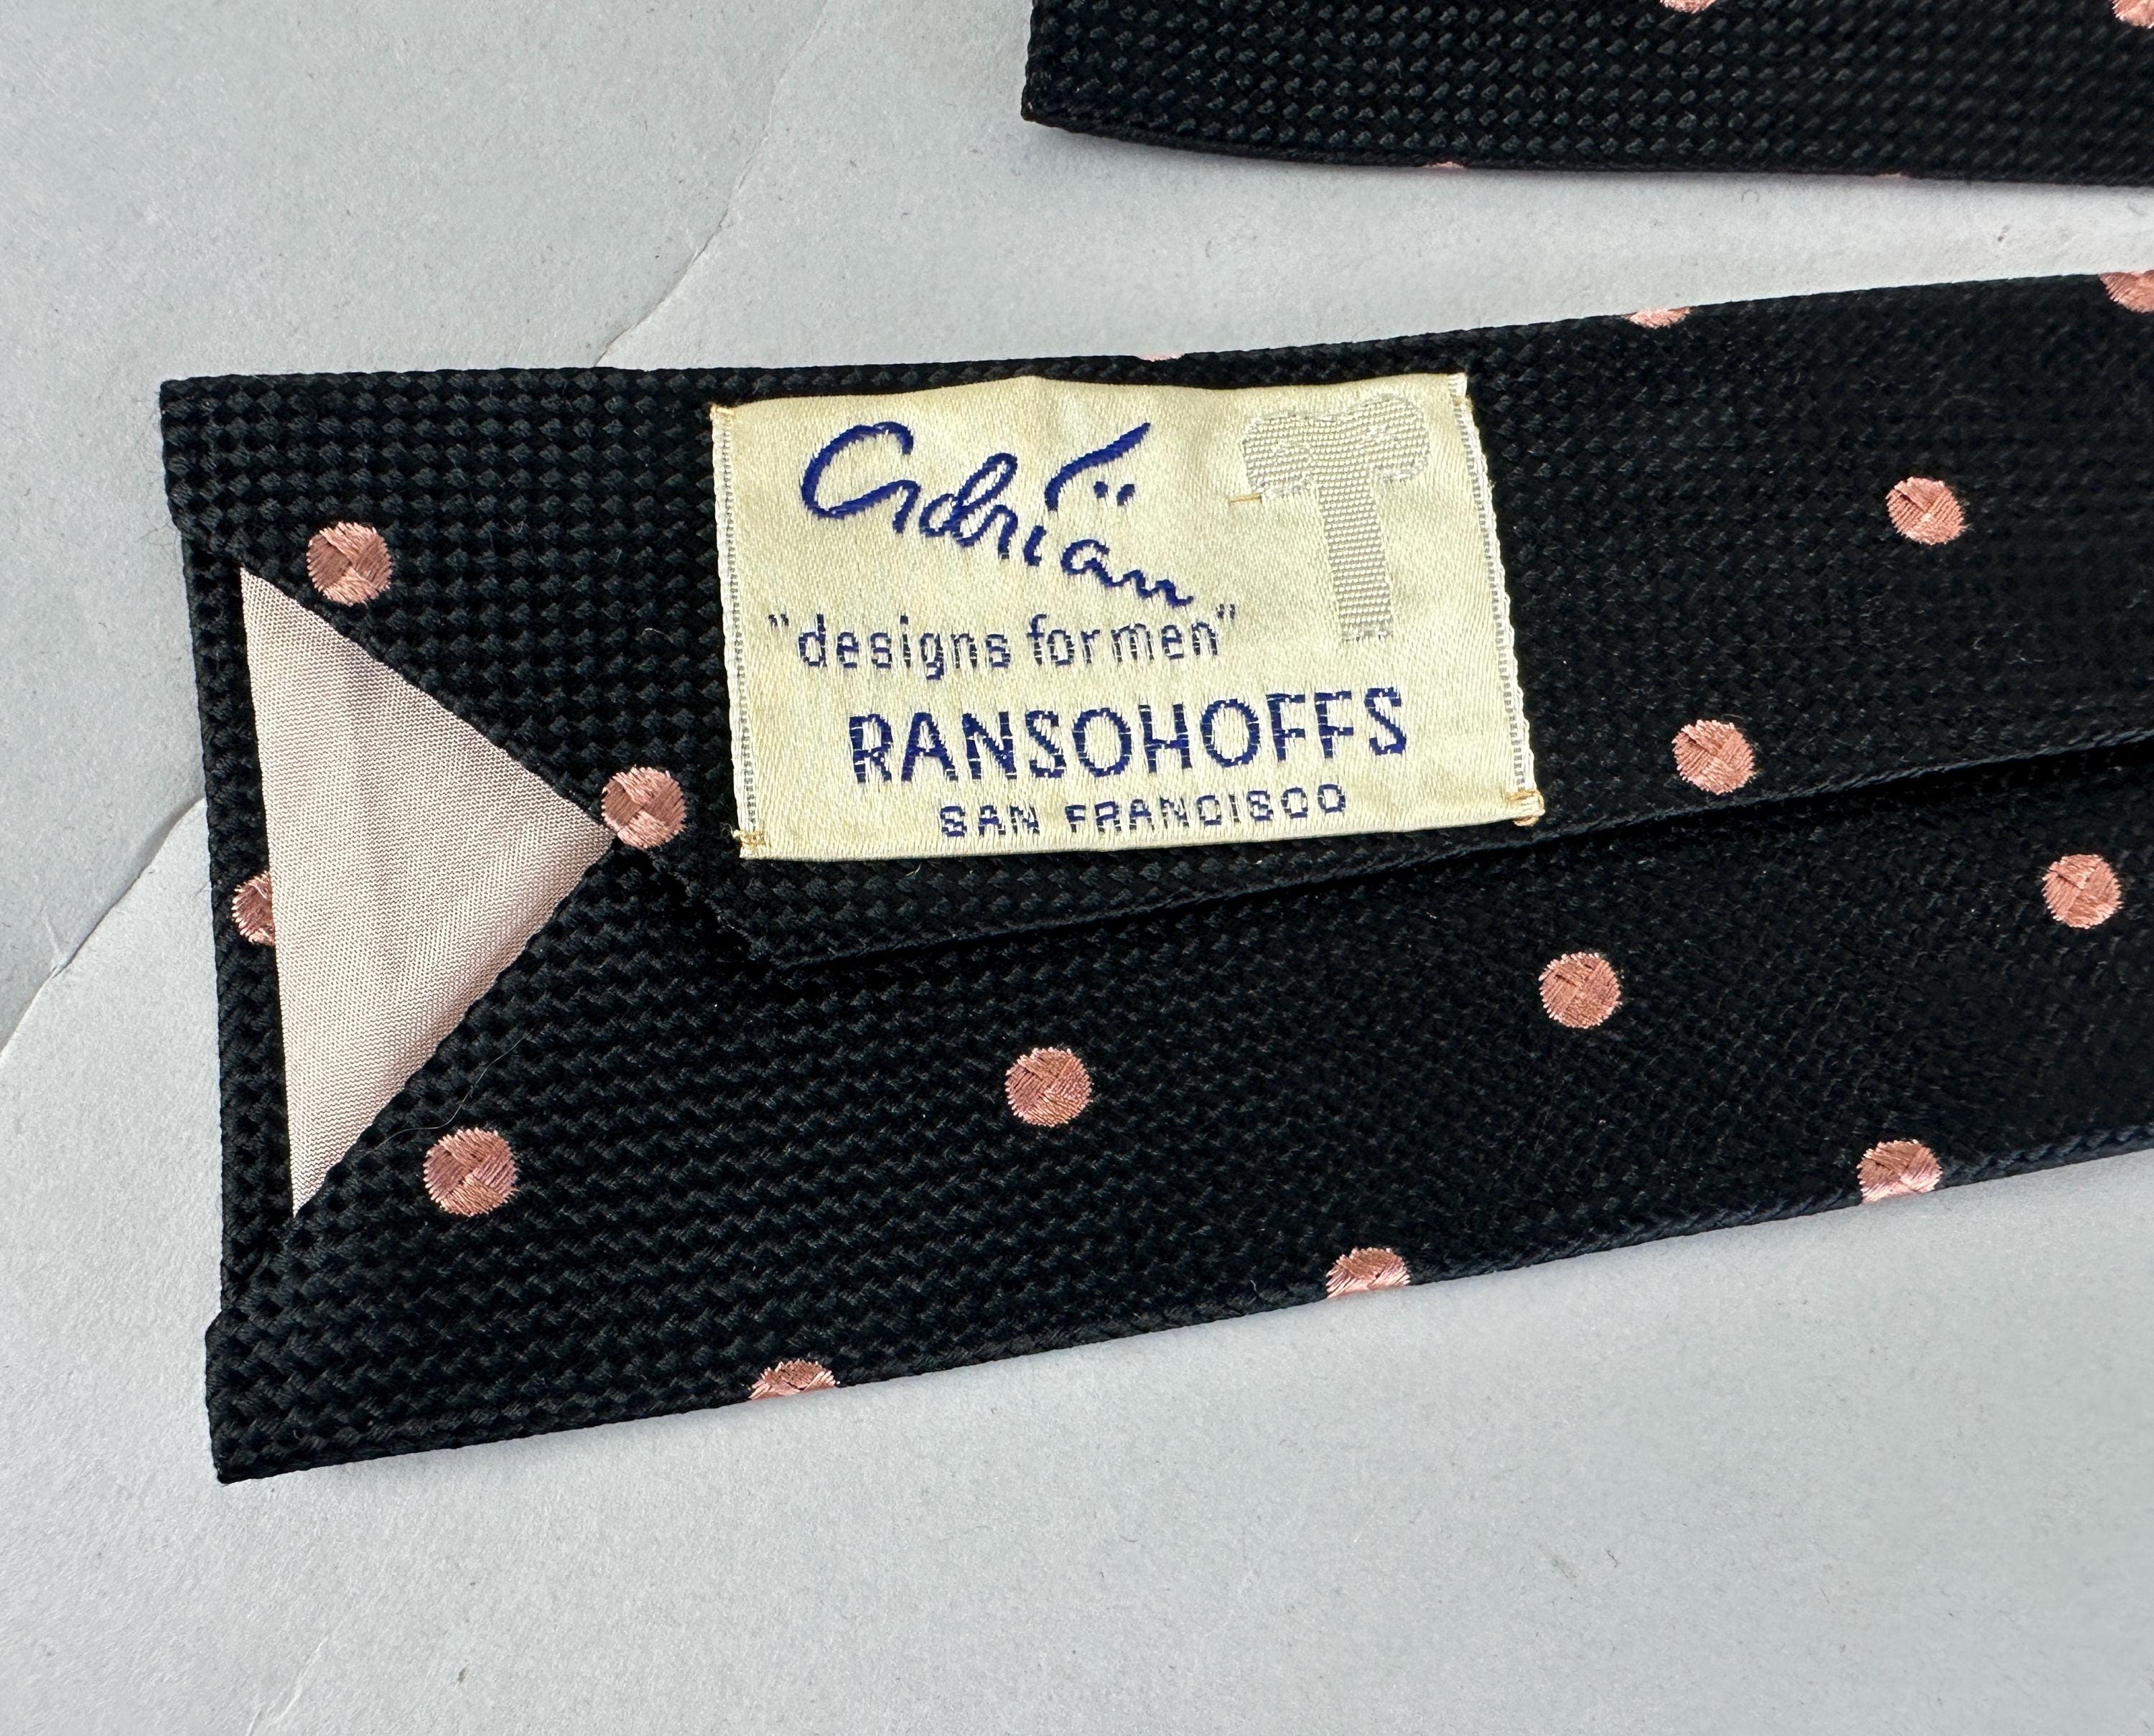 Adrian
"designs for men"
RANSOHOFFS
SAN FRANCISCO